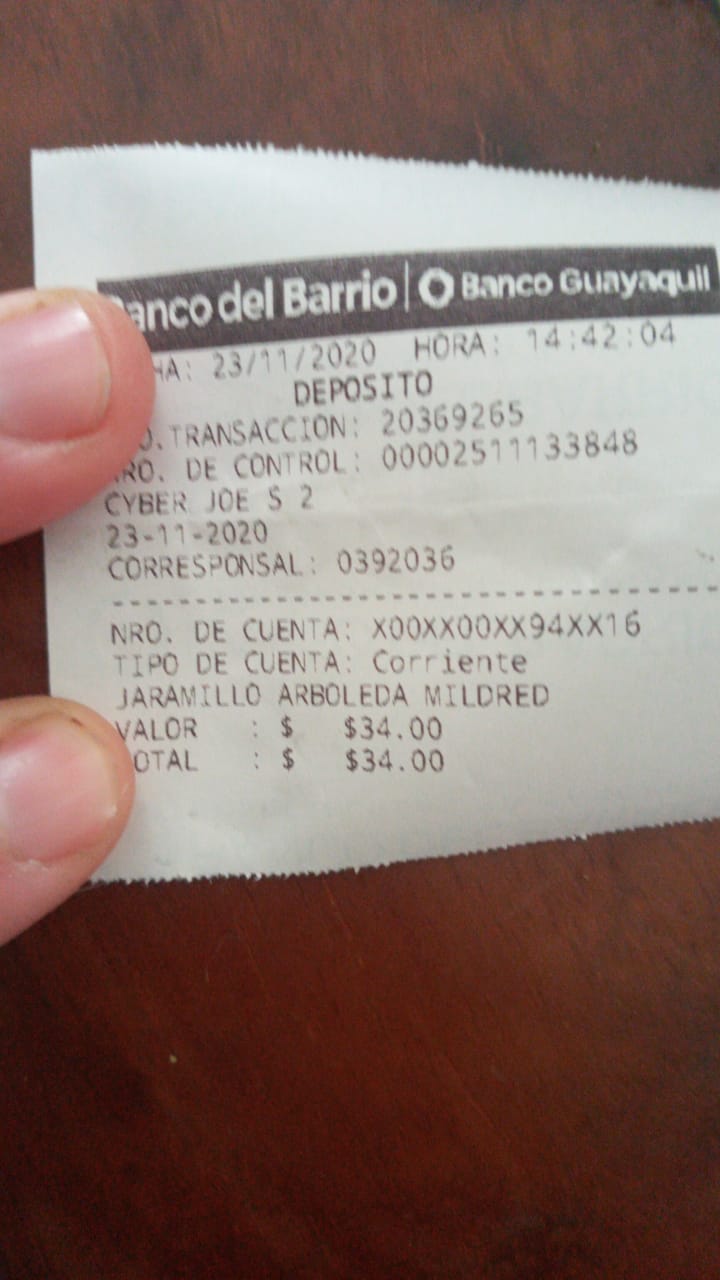 anco del Barrio | Banco Guayaquil
HA: 23/11/2020 HORA: 14:42:04
DEPOSITO
O. TRANSACCION: 20369265
RO. DE CONTROL: 000002511133848
CYBER JOE S 2
23-11-2020
CORRESPONSAL: 0392036
NRO. DE CUENTA: X00XX00XX94XX16
TIPO DE CUENTA: Corriente
JARAMILLO ARBOLEDA MILDRED
VALOR : $ $34.00
OTAL : $ $34.00